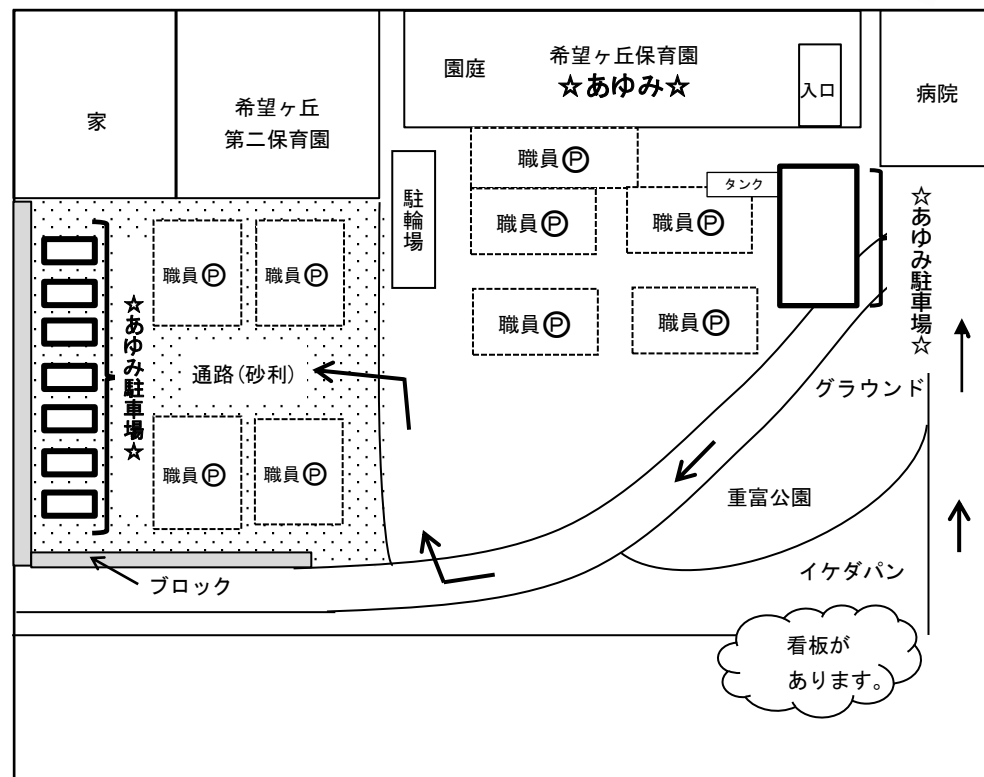 家
希望ヶ丘
第二保育園
園庭
希望ヶ丘保育園
☆あゆみ☆
入口
病院
駐輪場
職員Ⓟ
タンク
職員Ⓟ
職員Ⓟ
職員Ⓟ
職員Ⓟ
☆あゆみ駐車場☆
☆あゆみ駐車場☆
職員Ⓟ
職員Ⓟ
通路(砂利)
職員Ⓟ
職員Ⓟ
グラウンド
重富公園
イケダパン
ブロック
看板が
あります。